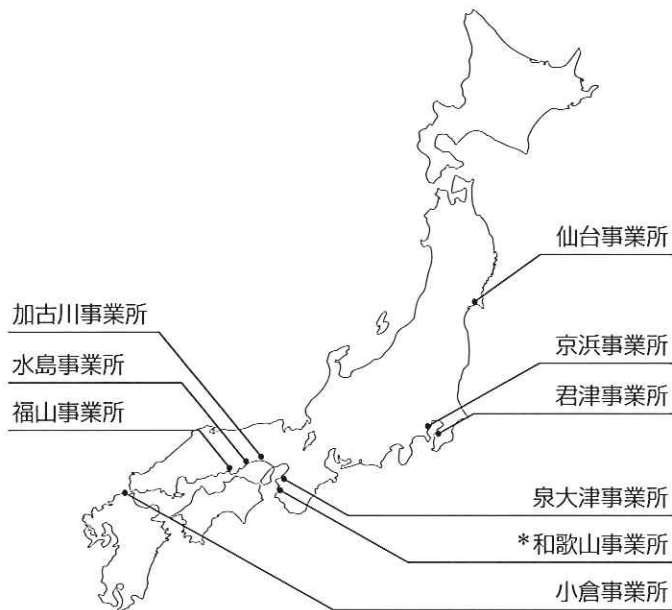 仙台事業所
加古川事業所
京浜事業所
水島事業所
君津事業所
福山事業所
泉大津事業所
*和歌山事業所
小倉事業所